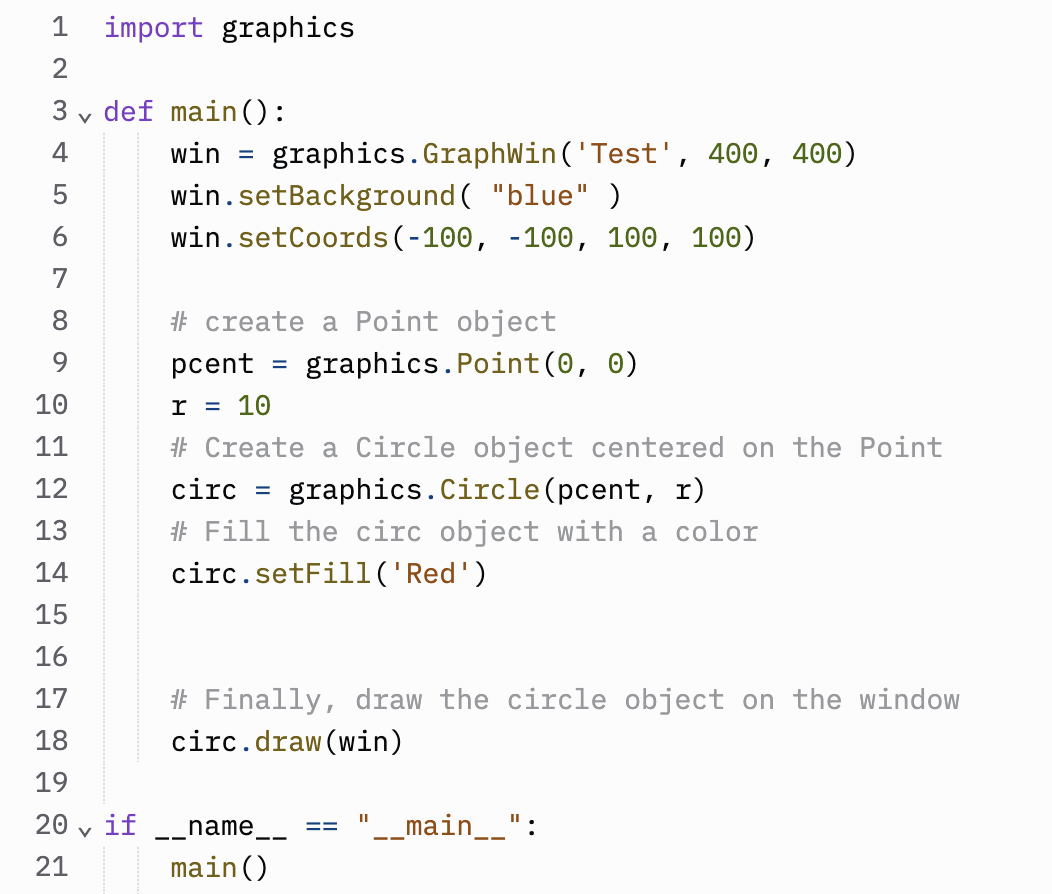 1 import graphics
2
3 def main():
4     win = graphics.GraphWin('Test', 400, 400)
5     win.setBackground( "blue" )
6     win.setCoords(-100, -100, 100, 100)
7
8     # create a Point object
9     pcent = graphics.Point(0, 0)
10     r = 10
11     # Create a Circle object centered on the Point
12     circ = graphics.Circle(pcent, r)
13     # Fill the circ object with a color
14     circ.setFill('Red')
15
16
17     # Finally, draw the circle object on the window
18     circ.draw(win)
19
20 if __name__ == "__main__":
21     main()